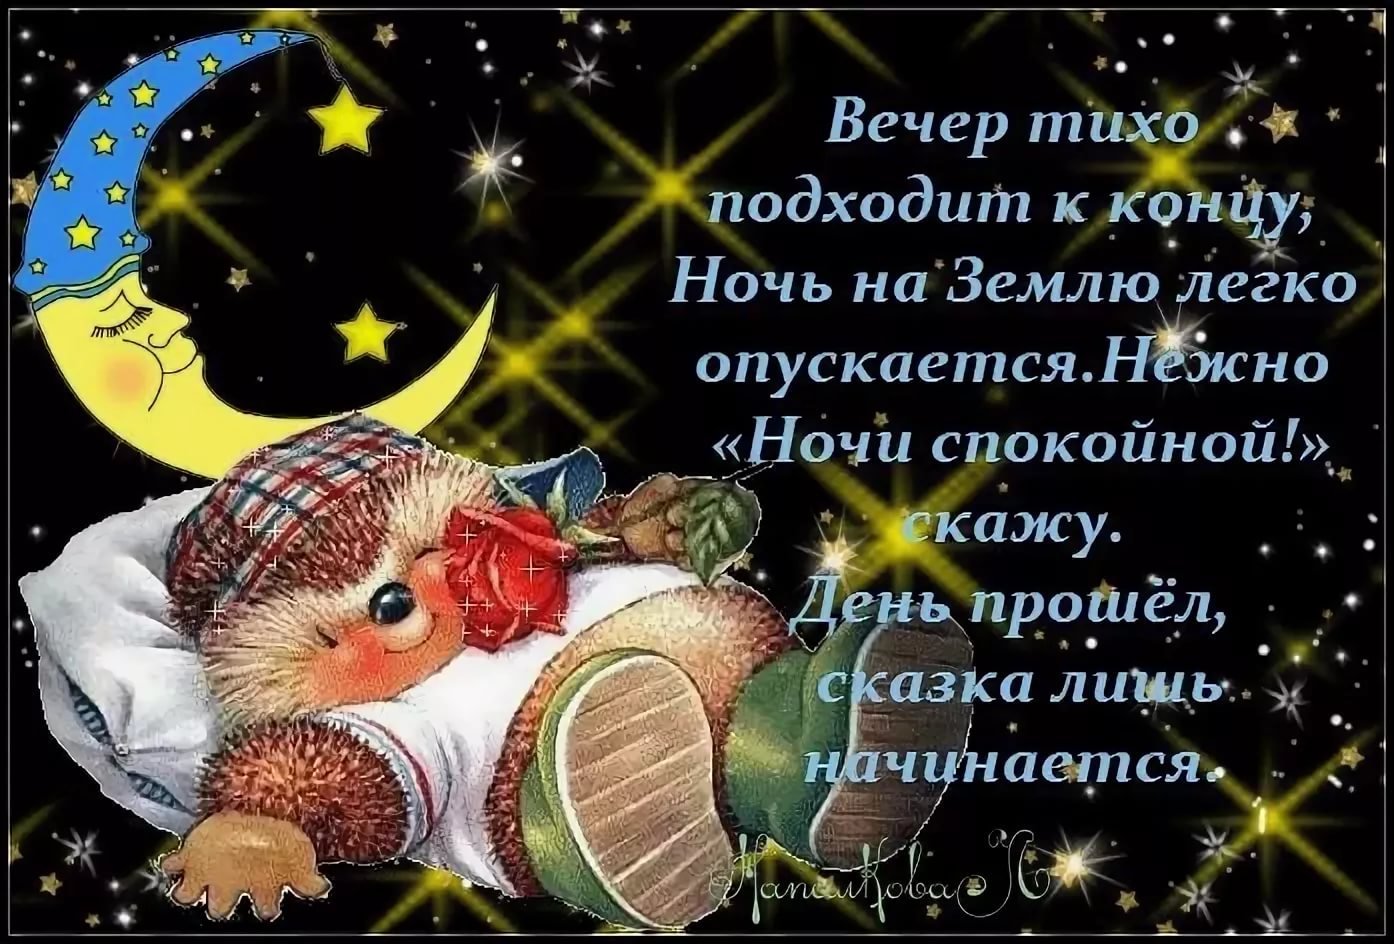 Вечер тихо
подходит к концу,
Ночь на Землю легко
опускается.Нежно
«Ночи спокойной!»
скажу.
День прошёл,
сказка лишь
начинается.